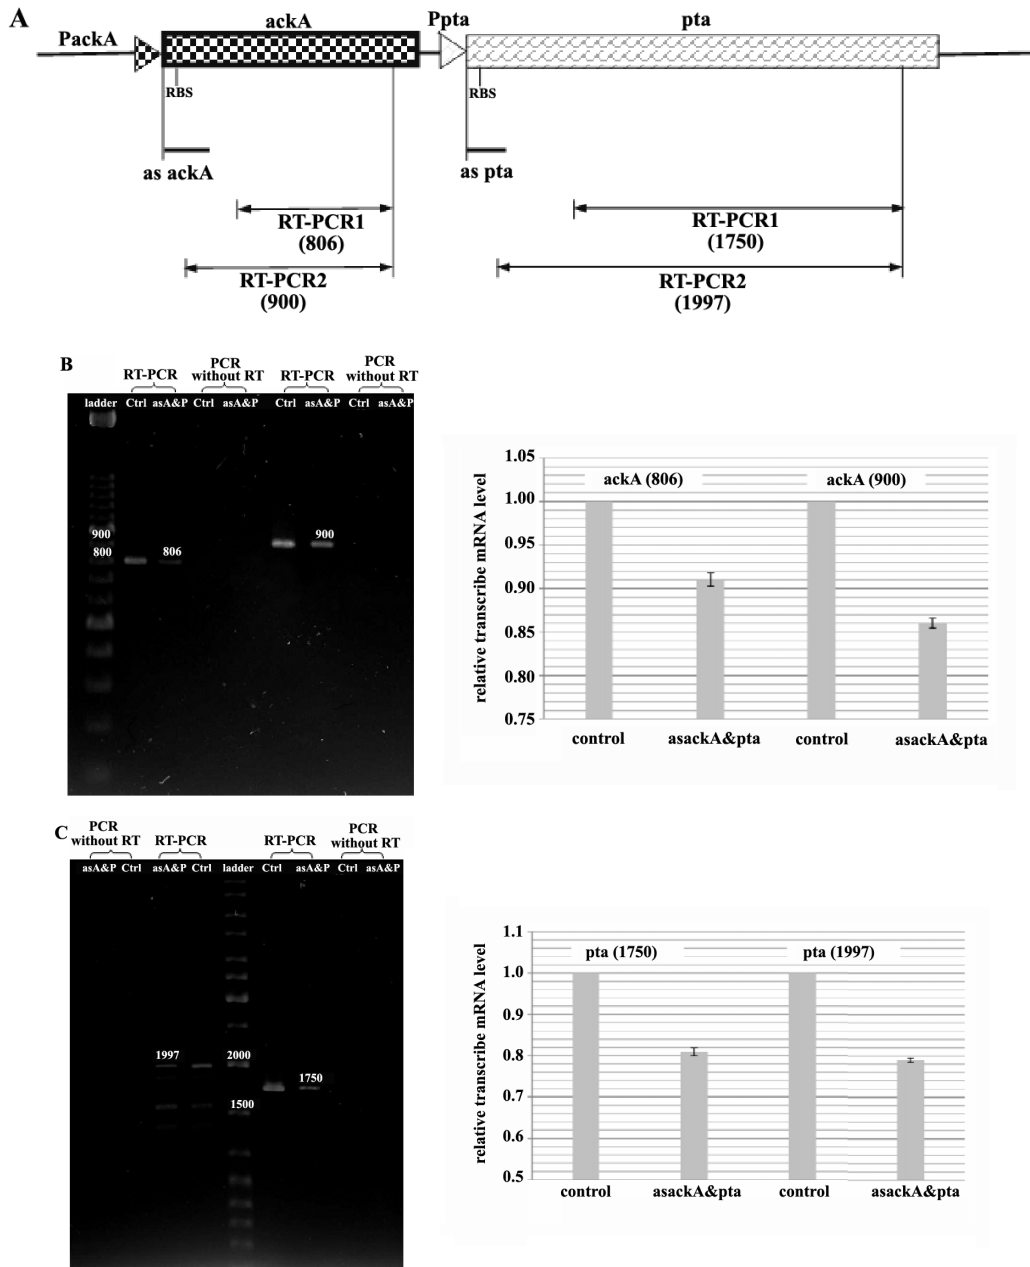 A
PackA
ackA
Ppta
pta
RBS
RBS
as ackA
as pta
RT-PCR1
(806)
RT-PCR1
(1750)
RT-PCR2
(900)
RT-PCR2
(1997)
B
RT-PCR
PCR
without RT
RT-PCR
PCR
without RT
ladder Ctrl asA&P Ctrl asA&P Ctrl asA&P Ctrl asA&P
900
800
806
900
relative transcribe mRNA level
1.05
1.00
0.95
0.90
0.85
0.80
0.75
ackA (806)
ackA (900)
control asackA&pta control asackA&pta
C
PCR
without RT
RT-PCR
RT-PCR
PCR
without RT
asA&P Ctrl asA&P Ctrl ladder Ctrl asA&P Ctrl asA&P
1997
2000
1750
1500
relative transcribe mRNA level
1.1
1.0
0.9
0.8
0.7
0.6
0.5
pta (1750)
pta (1997)
control asackA&pta control asackA&pta